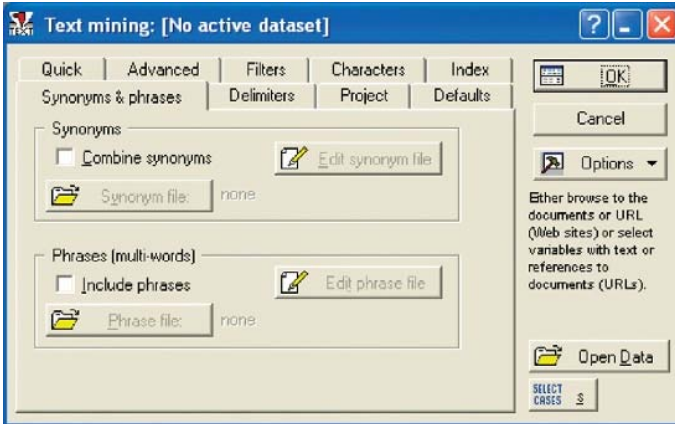 TEXT
Text mining: [No active dataset]
Quick Advanced Filters Characters Index
Synonyms & phrases Delimiters Project Defaults
Synonyms
Combine synonyms
Edit synonym file
Synonym file:
none
Phrases (multi-words)
Include phrases
Edit phrase file
Phrase file:
none
OK
Cancel
Options
Either browse to the
documents or URL
(Web sites) or select
variables with text or
references to
documents (URLs).
Open Data
SELECT
CASES S